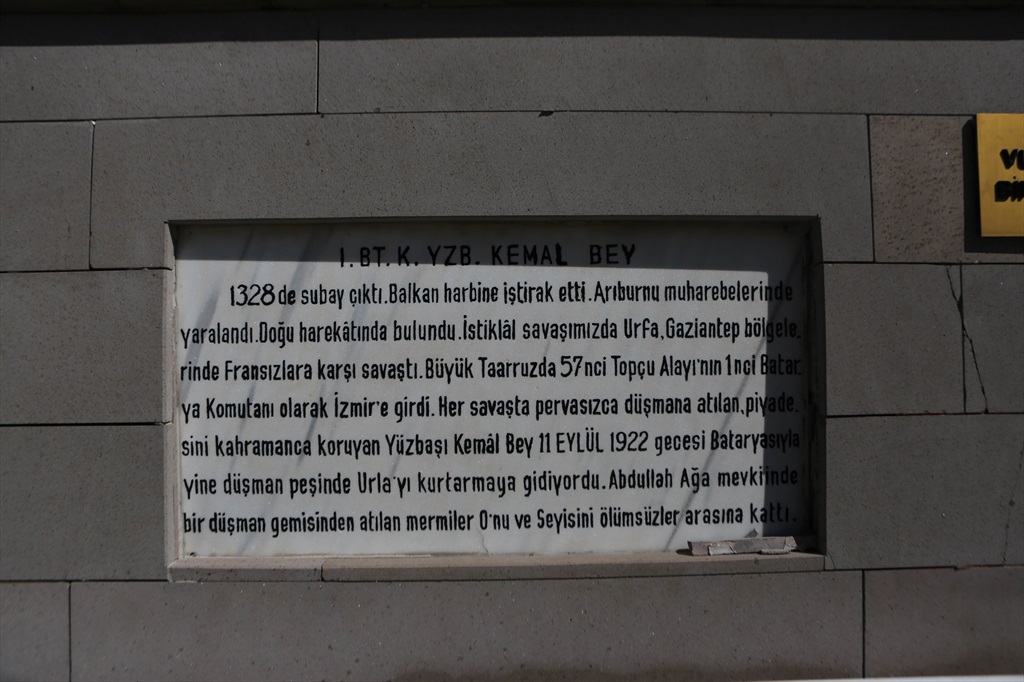 1. BT. K. YZB. KEMAL BEY
1328 de subay çıktı. Balkan harbine iştirak etti. Arıburnu muharebelerinde
yaralandı. Doğu harekâtında bulundu. İstiklâl savaşımızda Urfa, Gaziantep bölgele.
rinde Fransızlara karşı savaştı. Büyük Taarruzda 57nci Topçu Alayı'nın 1nci Batar.
ya Komutanı olarak İzmir'e girdi. Her savaşta pervasızca düşmana atılan, piyade.
sini kahramanca koruyan Yüzbaşı Kemâl Bey 11 EYLÜL 1922 gecesi Bataryasıyla
yine düşman peşinde Urla'yı kurtarmaya gidiyordu. Abdullah Ağa mevkiinde
bir düşman gemisinden atılan mermiler O'nu ve Seyisini ölümsüzler arasına kattı.